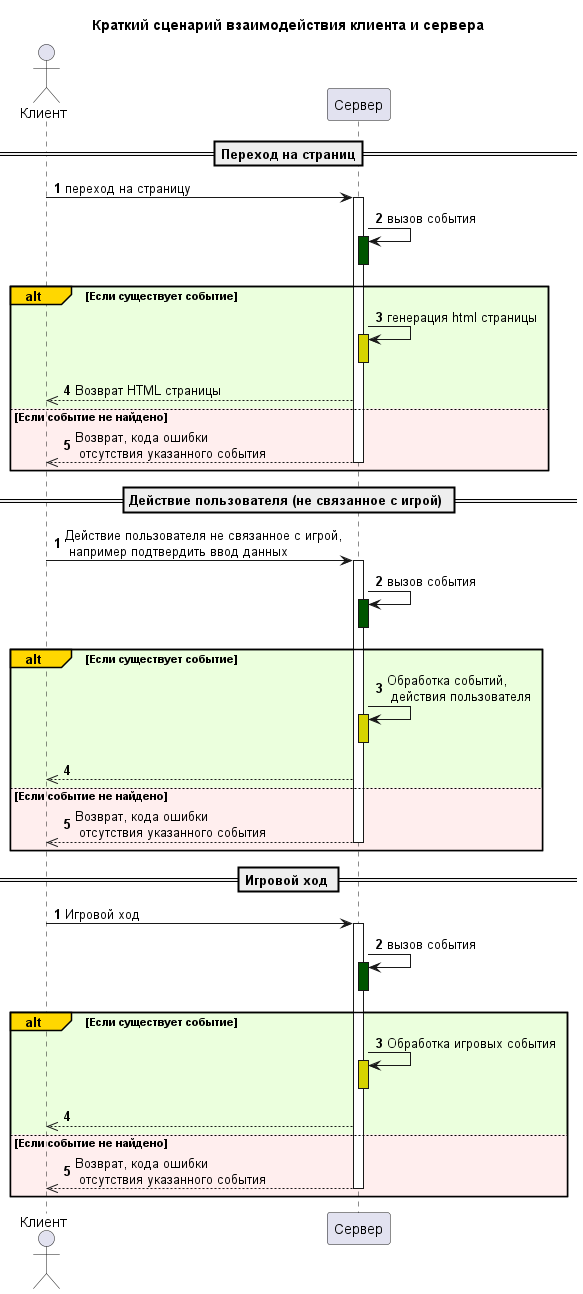 Краткий сценарий взаимодействия клиента и сервера
Клиент
Сервер
Переход на страниц
1 переход на страницу
2 вызов события
alt [Если существует событие]
3 генерация html страницы
4 Возврат HTML страницы
[Если событие не найдено]
5 Возврат, кода ошибки
отсутствия указанного события
Действие пользователя (не связанное с игрой)
1 Действие пользователя не связанное с игрой,
например подтвердить ввод данных
2 вызов события
alt [Если существует событие]
3 Обработка событий,
действия пользователя
4
[Если событие не найдено]
5 Возврат, кода ошибки
отсутствия указанного события
Игровой ход
1 Игровой ход
2 вызов события
alt [Если существует событие]
3 Обработка игровых события
4
[Если событие не найдено]
5 Возврат, кода ошибки
отсутствия указанного события
Клиент
Сервер